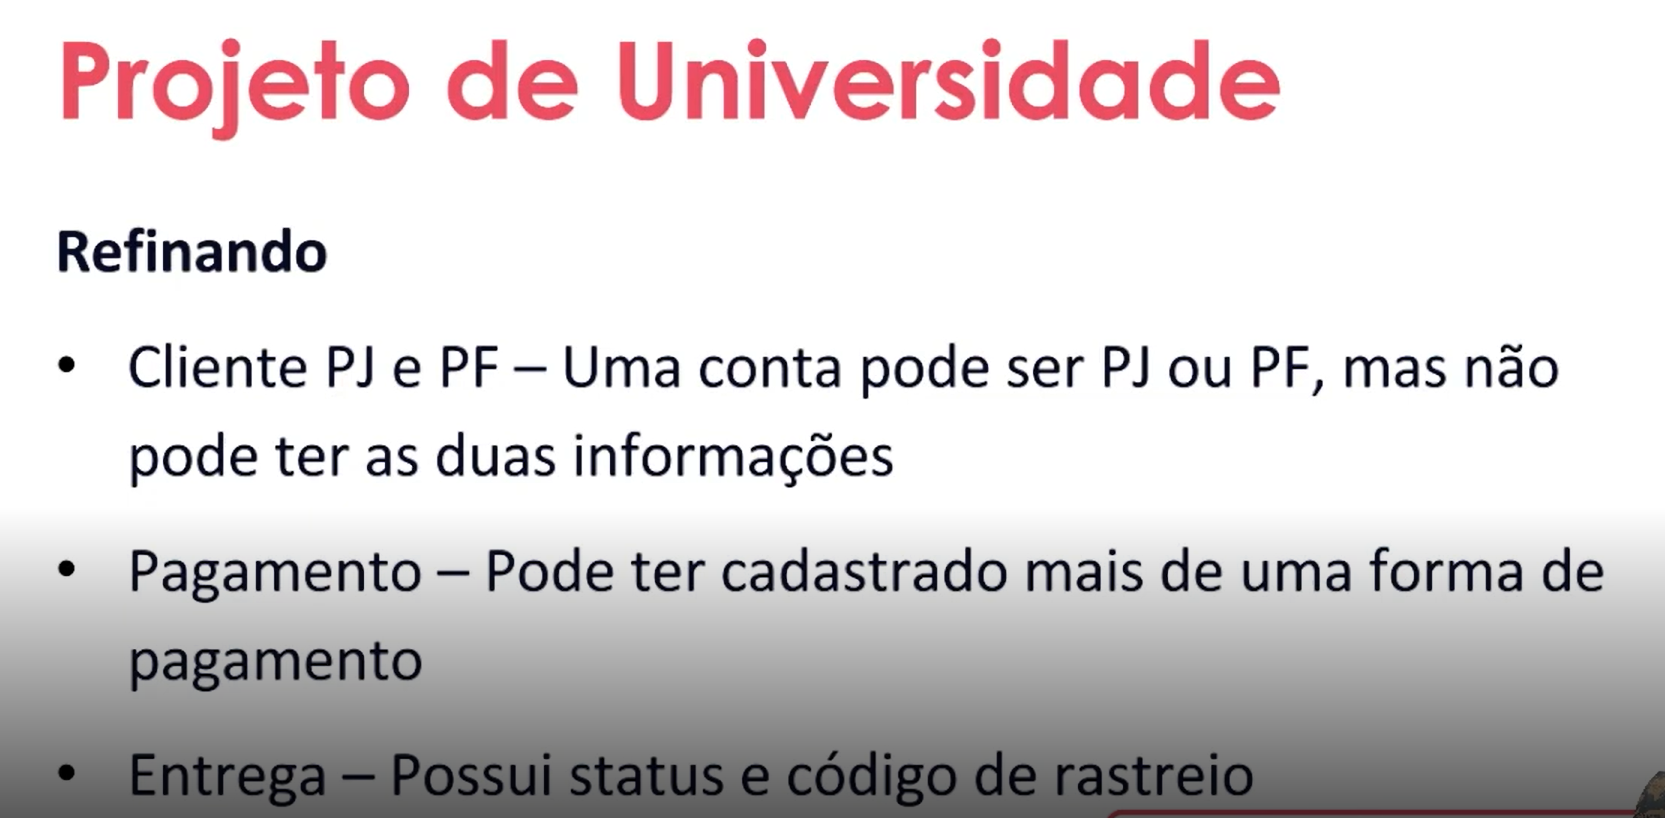 Projeto de Universidade
Refinando
• Cliente PJ e PF – Uma conta pode ser PJ ou PF, mas não
pode ter as duas informações
• Pagamento – Pode ter cadastrado mais de uma forma de
pagamento
• Entrega – Possui status e código de rastreio